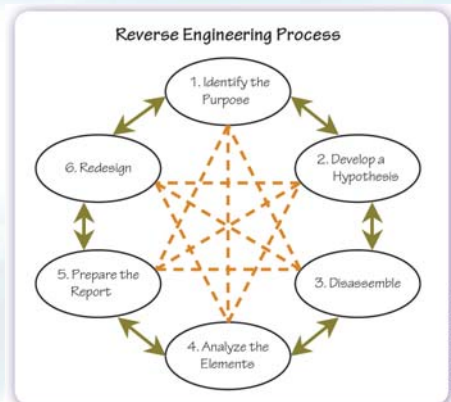 Reverse Engineering Process
1. Identify the
Purpose
2. Develop a
Hypothesis
3. Disassemble
4. Analyze the
Elements
5. Prepare the
Report
6. Redesign